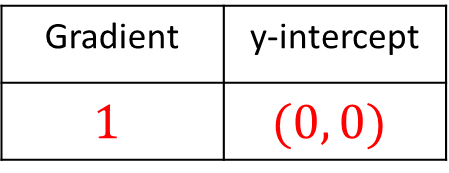 Gradient y-intercept
1 (0, 0)